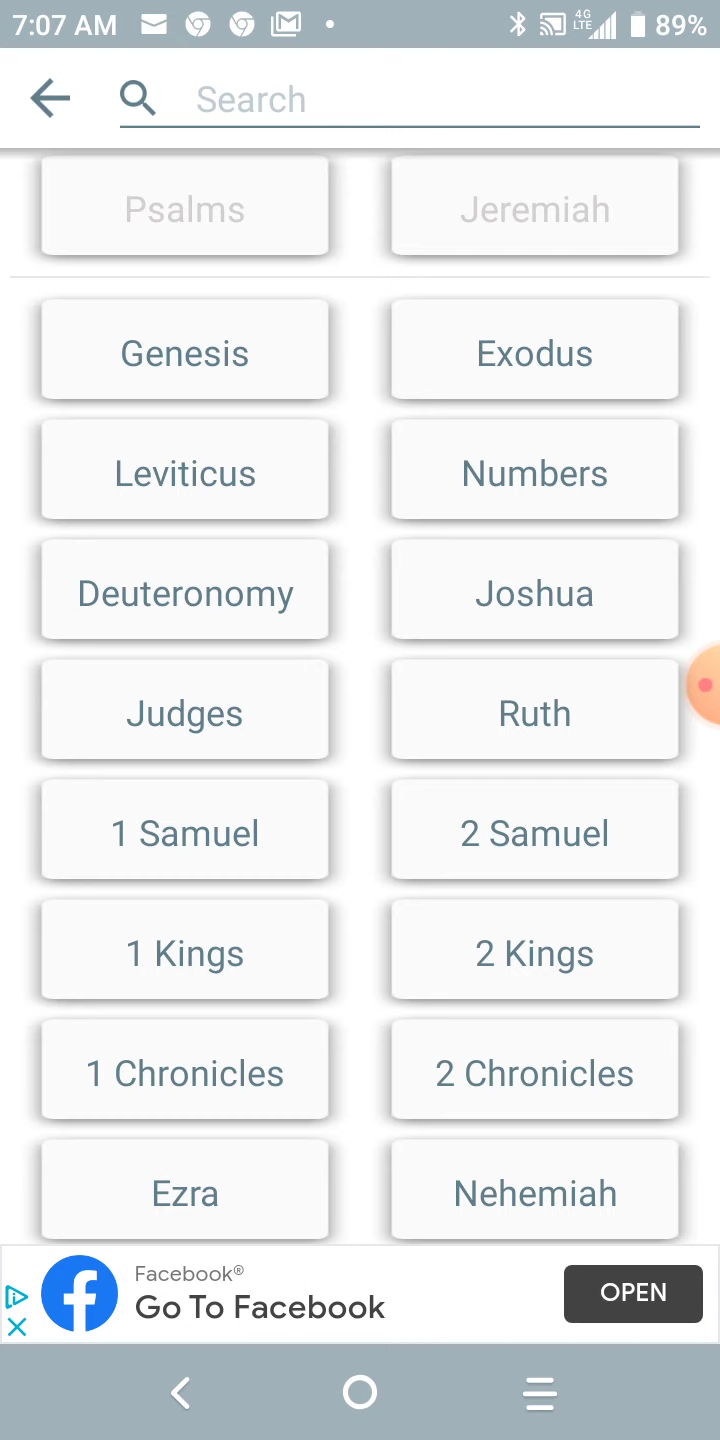 7:07 AM 4G LTE 89%
Search
Psalms Jeremiah
Genesis Exodus
Leviticus Numbers
Deuteronomy Joshua
Judges Ruth
1 Samuel 2 Samuel
1 Kings 2 Kings
1 Chronicles 2 Chronicles
Ezra Nehemiah
Facebook®
Go To Facebook
OPEN